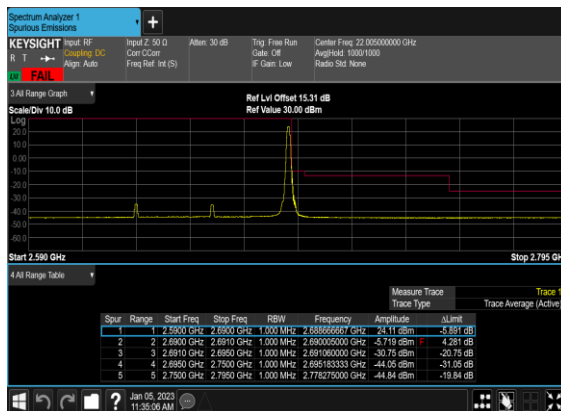 Spectrum Analyzer 1
Spurious Emissions
+
KEYSIGHT Input: RF
R T Coupling: DC
Align: Auto
Input Z: 50 Ω
Corr CCorr
Freq Ref: Int (S)
Atten: 30 dB
Trig: Free Run
Gate: Off
IF Gain: Low
Center Freq: 22.005000000 GHz
Avg|Hold: 1000/1000
Radio Std: None
LW FAIL
3 All Range Graph
Scale/Div 10.0 dB
Ref Lvl Offset 15.31 dB
Ref Value 30.00 dBm
Log
20.0
10.0
0.00
-10.0
-20.0
-30.0
-40.0
-50.0
-60.0
Start 2.590 GHz
Stop 2.795 GH
4 All Range Table
Measure Trace Trace 1
Trace Type Trace Average (Active)
Spur Range Start Freq Stop Freq RBW Frequency Amplitude ΔLimit
1 1 2.5900 GHz 2.6900 GHz 1.000 MHz 2.688666667 GHz 24.11 dBm -5.891 dB
2 2 2.6900 GHz 2.6910 GHz 1.000 MHz 2.690005000 GHz -5.719 dBm F 4.281 dB
3 3 2.6910 GHz 2.6950 GHz 1.000 MHz 2.691060000 GHz -30.75 dBm -20.75 dB
4 4 2.6950 GHz 2.7500 GHz 1.000 MHz 2.695183333 GHz -44.05 dBm -31.05 dB
5 5 2.7500 GHz 2.7950 GHz 1.000 MHz 2.778275000 GHz -44.84 dBm -19.84 dB
?
Jan 05, 2023
11:35:06 AM